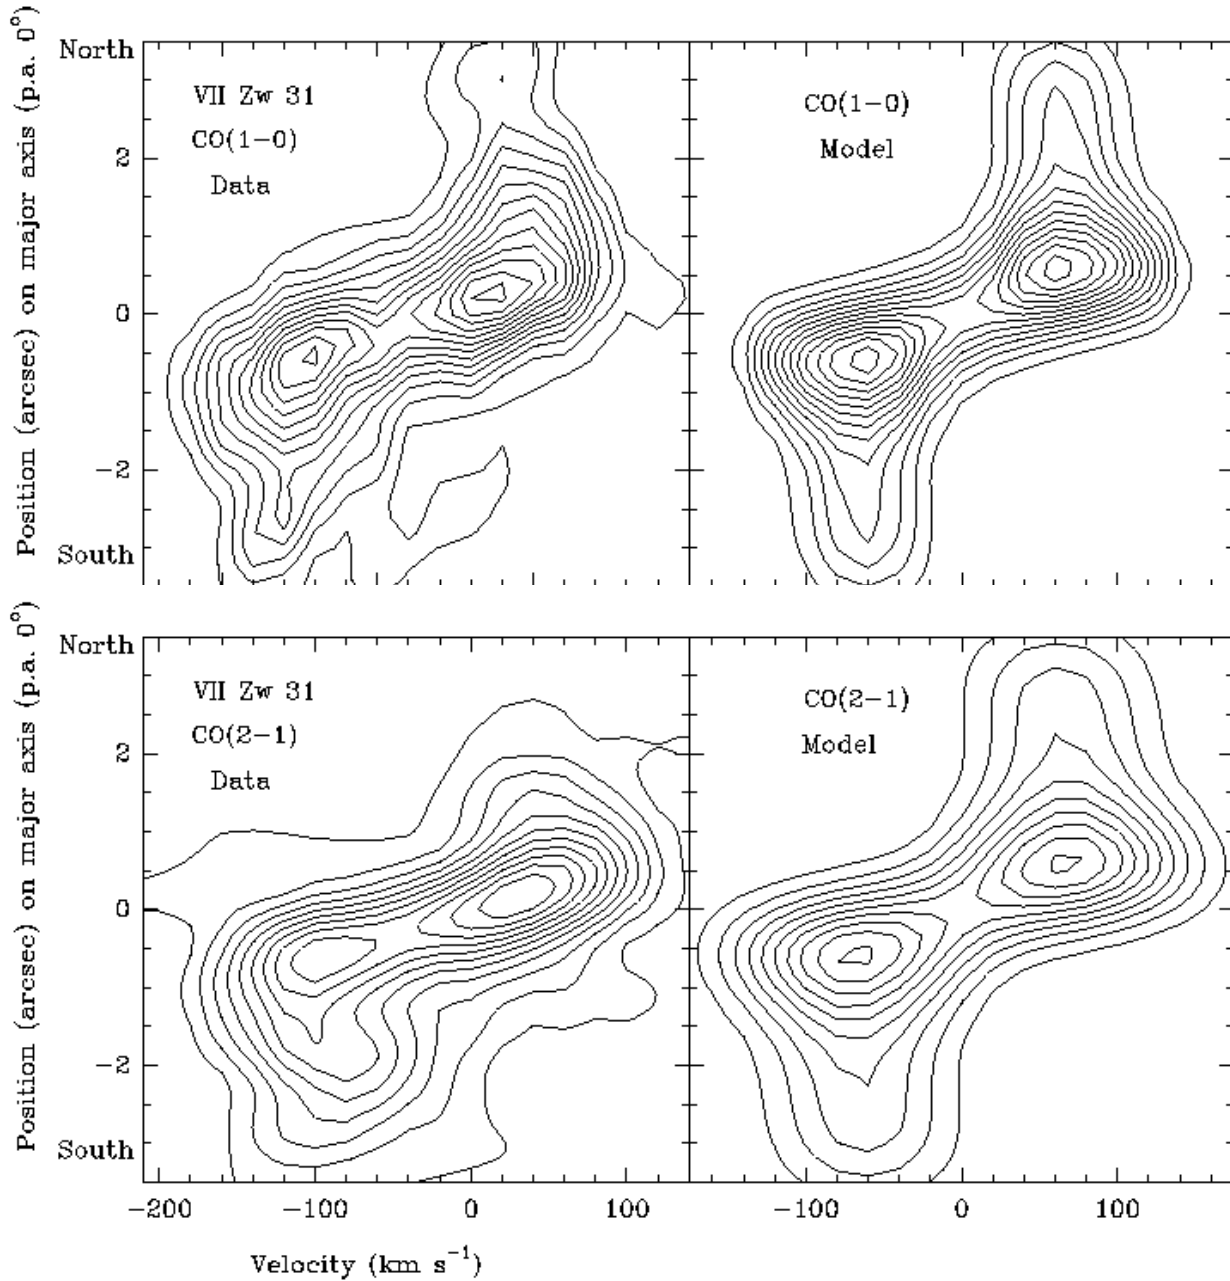 Position (arcsec) on major axis (p.a. 0°)
North
2
0
−2
South
VII Zw 31
CO(1−0)
Data
CO(1−0)
Model
Position (arcsec) on major axis (p.a. 0°)
North
2
0
−2
South
VII Zw 31
CO(2−1)
Data
CO(2−1)
Model
−200 −100 0 100 −100 0 100
Velocity (km s⁻¹)